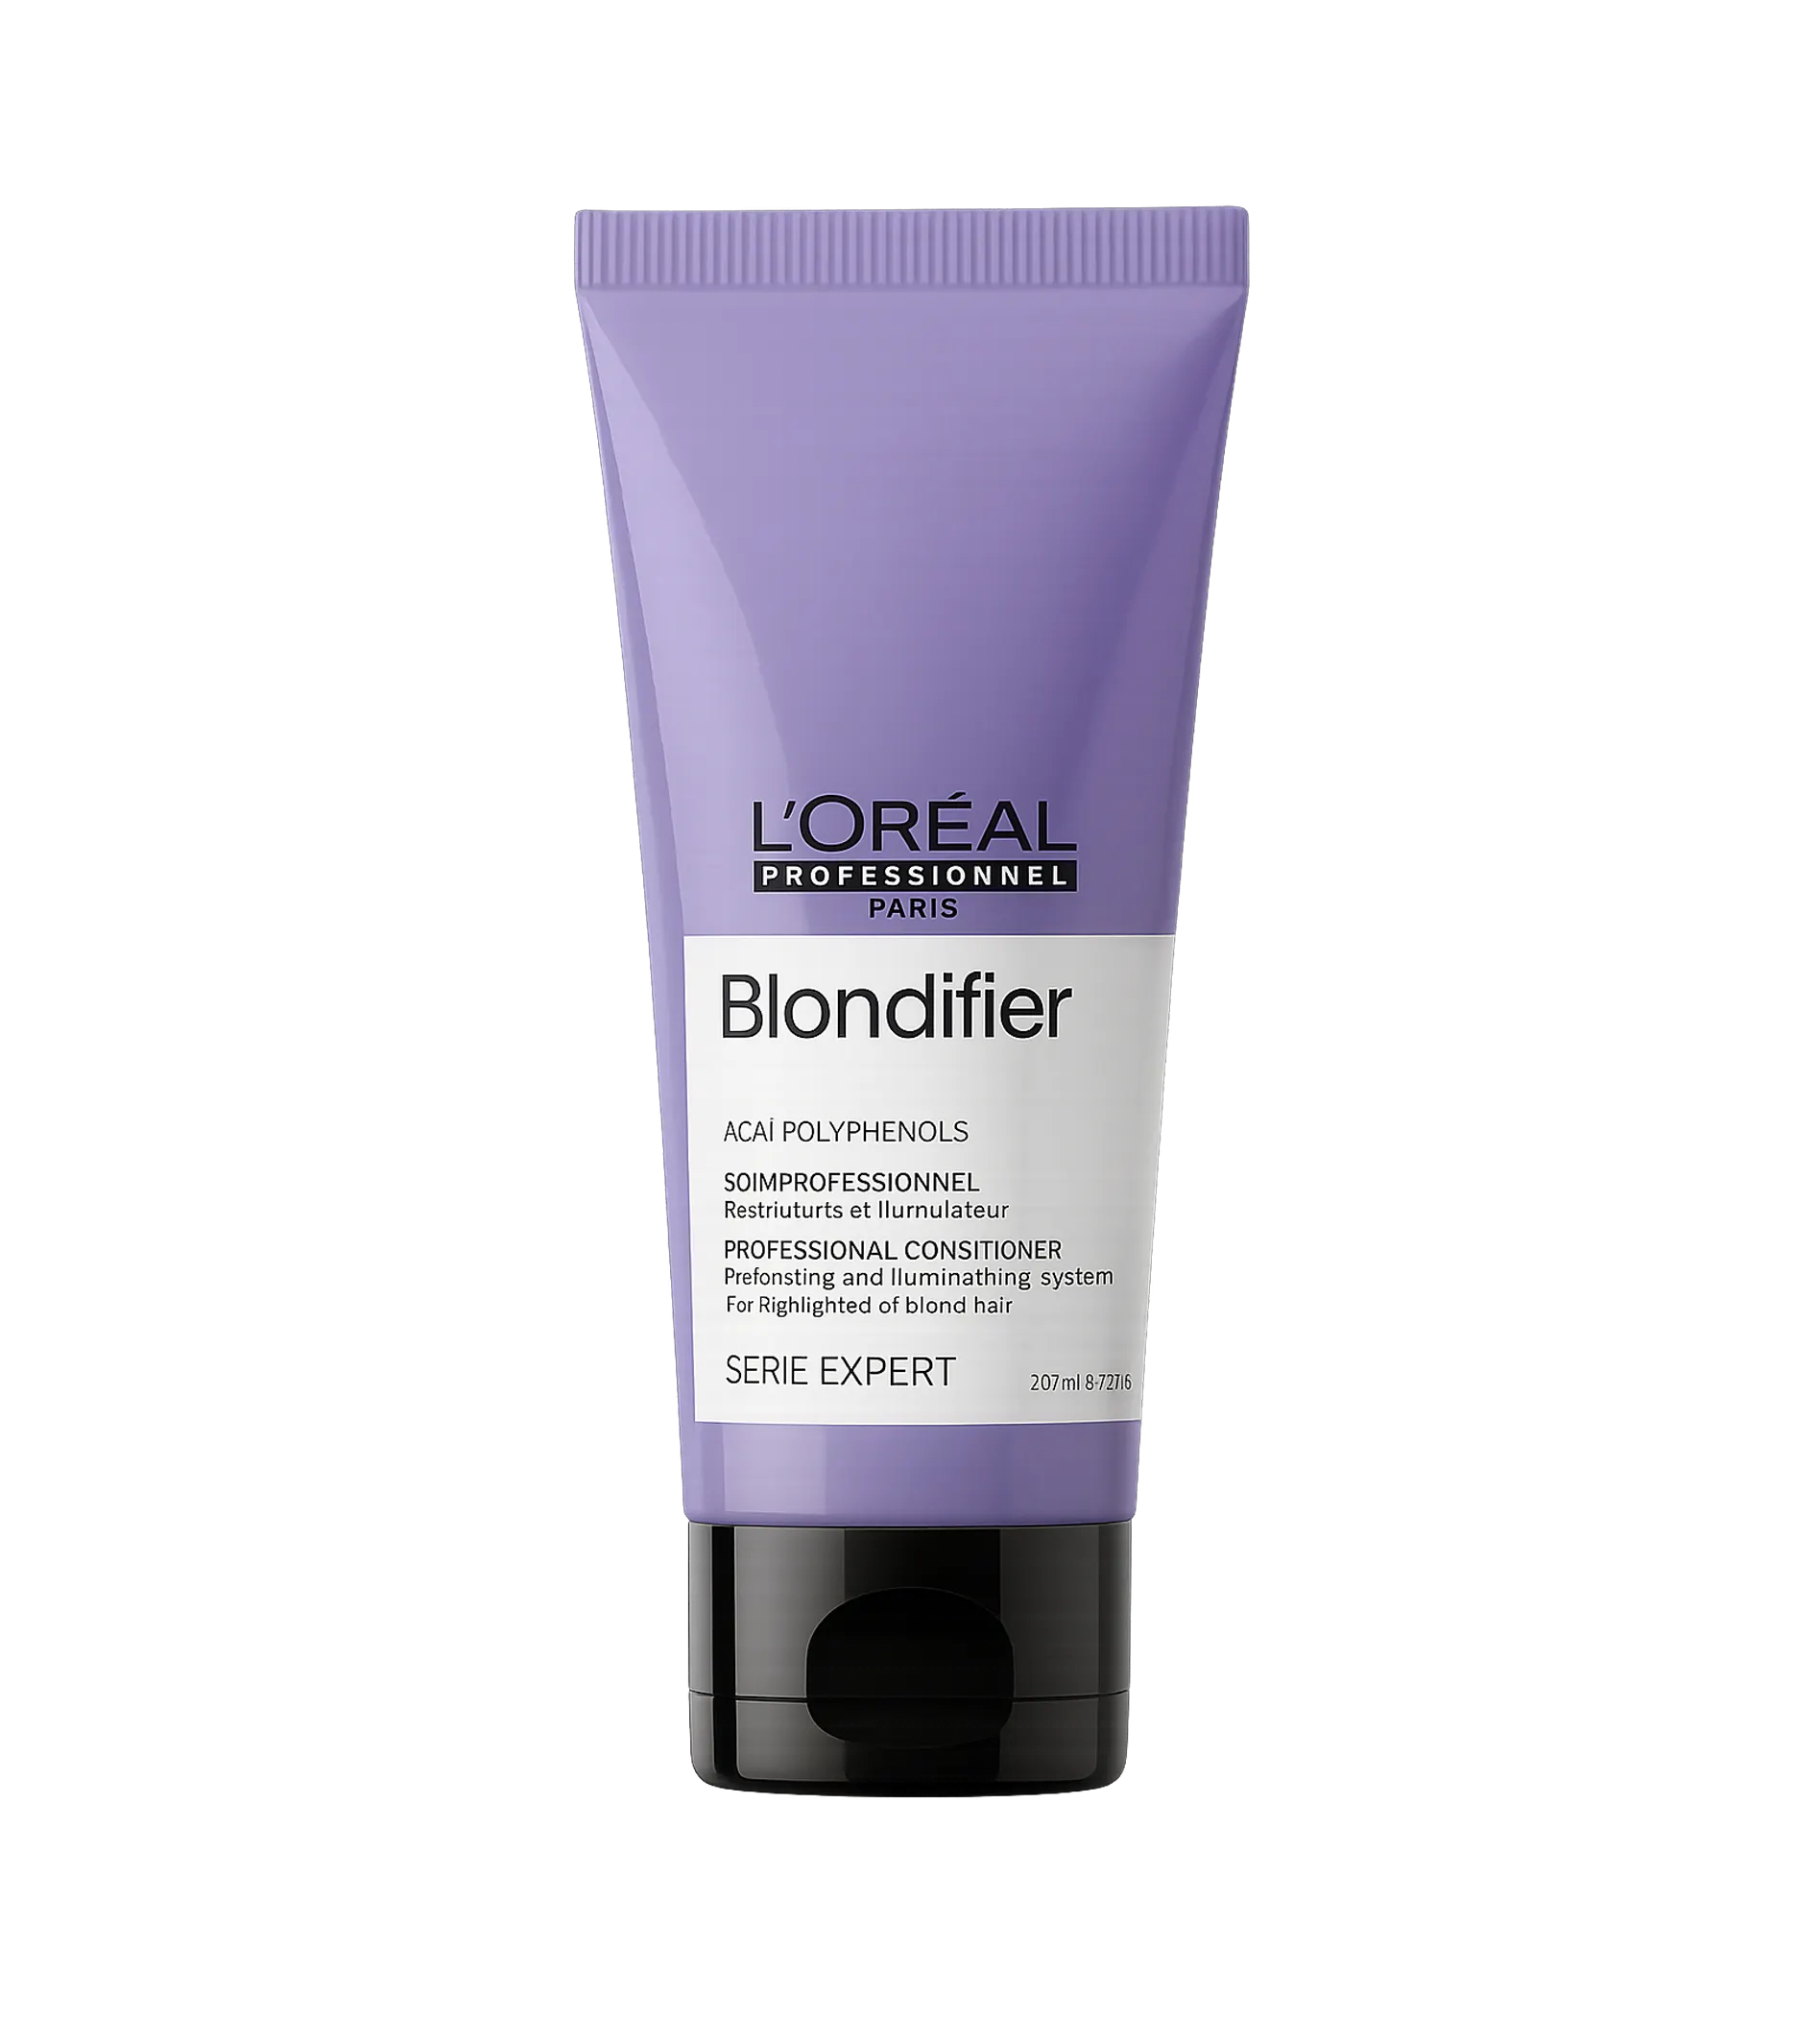 L'ORÉAL
PROFESSIONNEL
PARIS
Blondifier
ACAÍ POLYPHENOLS
SOIMPROFESSIONNEL
Restriuturts et llurnulateur
PROFESSIONAL CONSITIONER
Prefonsting and lluminathing system
For Righlighted of blond hair
SERIE EXPERT
207ml 8-72716